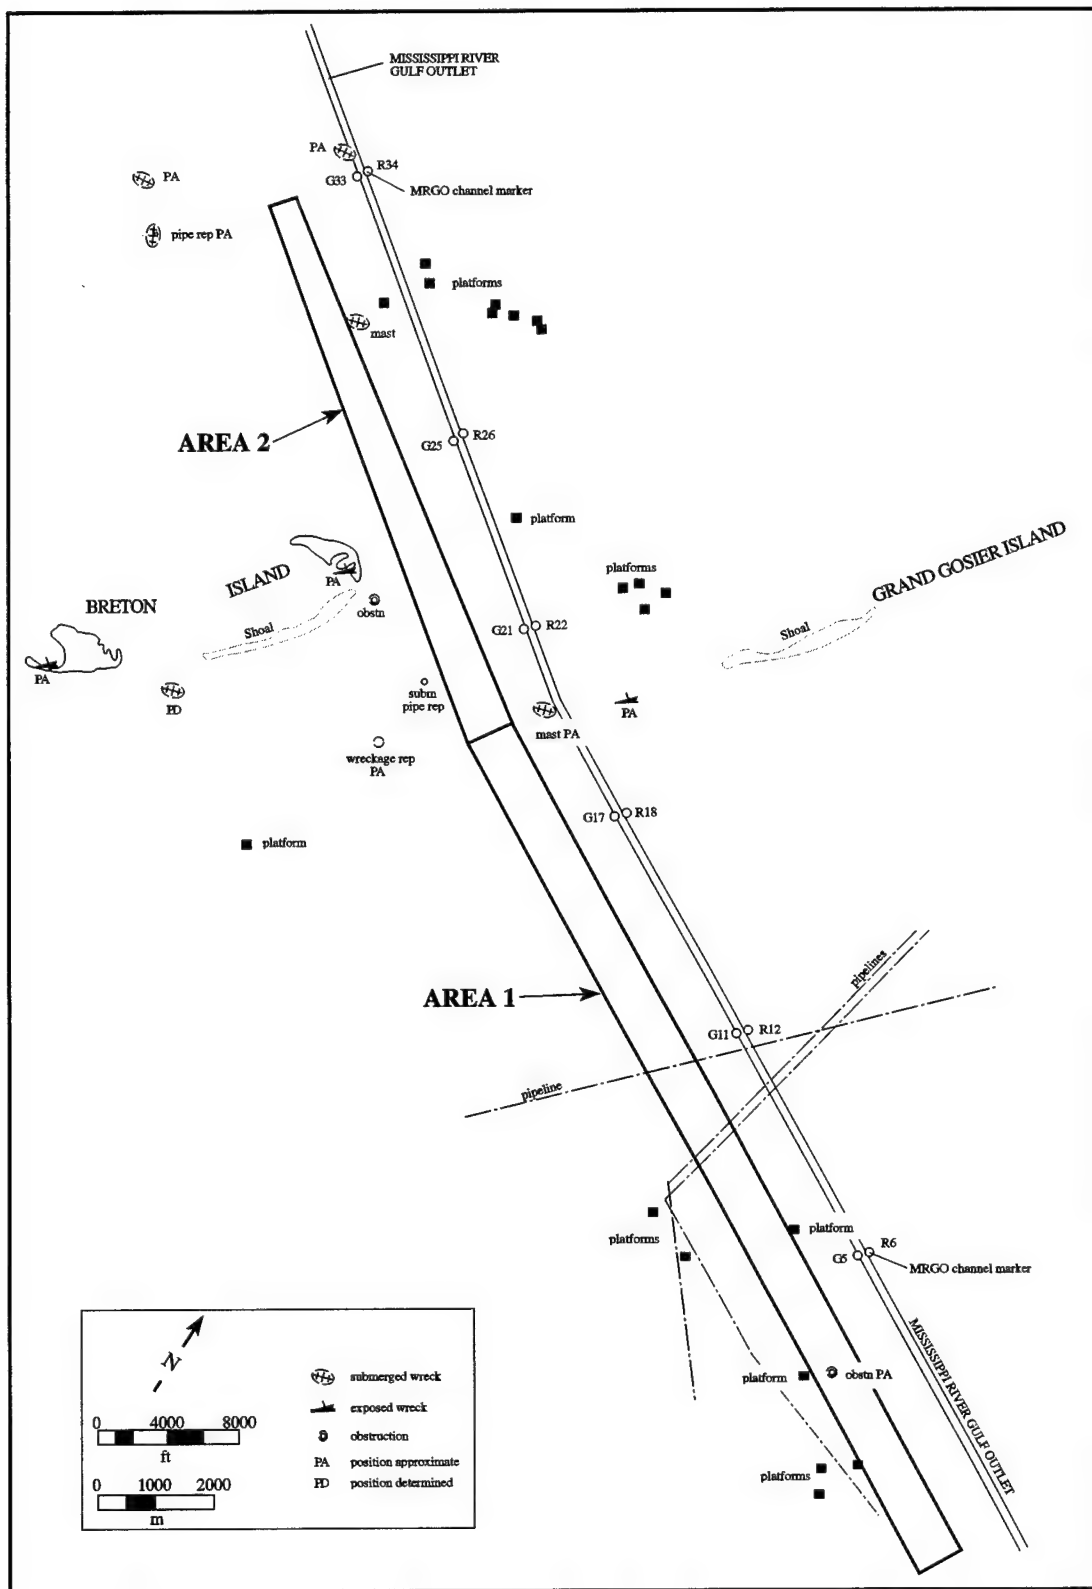 MISSISSIPPI RIVER
GULF OUTLET
PA
R34
PA
G33
MRGO channel marker
pipe rep PA
platforms
mast
AREA 2
R26
G25
platform
platforms
GRAND GOSIER ISLAND
ISLAND
PA
BRETON
obstn
Shoal
G21
R22
Shoal
PA
subm
pipe rep
PD
PA
mast PA
wreckage rep
PA
G17
R18
platform
pipelines
AREA 1
G11
R12
pipeline
platform
platforms
R6
G5
MRGO channel marker
MISSISSIPPI RIVER GULF OUTLET
platform
obstn PA
platforms
N
0 4000 8000
ft
0 1000 2000
m
submerged wreck
exposed wreck
obstruction
PA position approximate
PD position determined